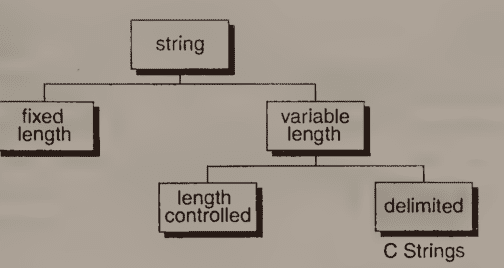 string
fixed
length
variable
length
length
controlled
delimited
C Strings